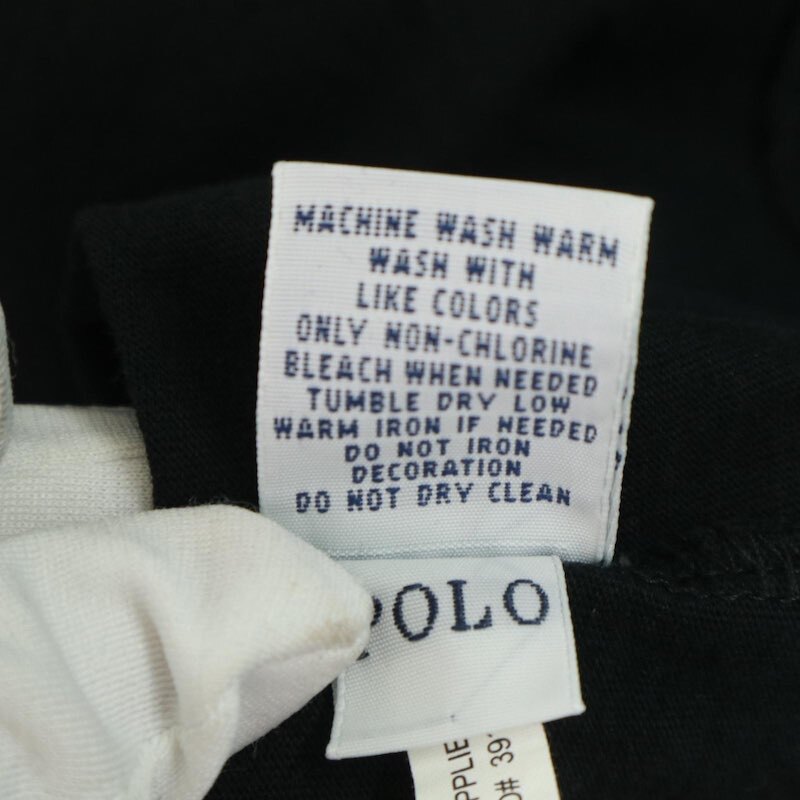 MACHINE WASH WARM
WASH WITH
LIKE COLORS
ONLY NON-CHLORINE
BLEACH WHEN NEEDED
TUMBLE DRY LOW
WARM IRON IF NEEDED
DO NOT IRON
DECORATION
DO NOT DRY CLEAN
POLO